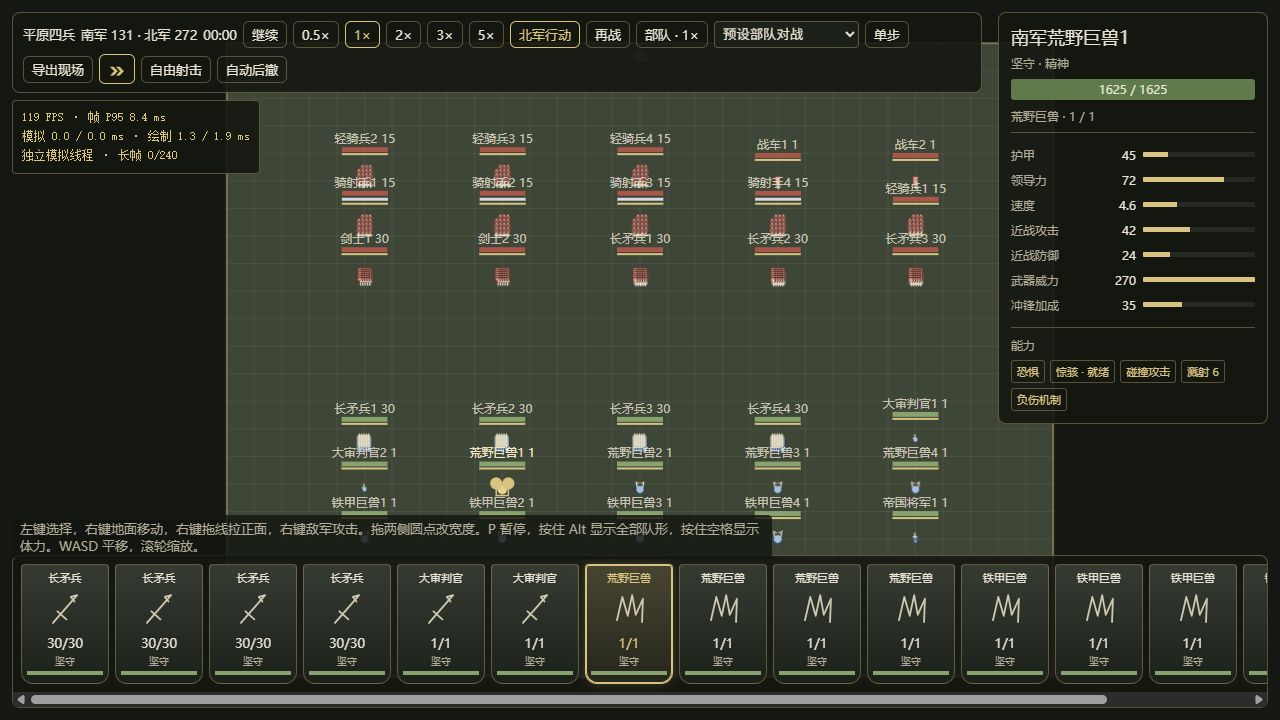 平原四兵 南军 131 · 北军 272 00:00 继续 0.5× 1× 2× 3× 5× 北军行动 再战 部队 · 1× 预设部队对战 单步
导出现场 » 自由射击 自动后撤
北
119 FPS · 帧 P95 8.4 ms
模拟 0.0 / 0.0 ms · 绘制 1.3 / 1.9 ms
独立模拟线程 · 长帧 0/240
南军荒野巨兽1
坚守 · 精神
1625 / 1625
荒野巨兽 · 1 / 1
护甲 45
领导力 72
速度 4.6
近战攻击 42
近战防御 24
武器威力 270
冲锋加成 35
能力
恐惧 惊骇 · 就绪 碰撞攻击 溅射 6
负伤机制
轻骑兵2 15 轻骑兵3 15 轻骑兵4 15 战车1 1 战车2 1
骑射手1 15 骑射手2 15 骑射手3 15 骑射手4 15 轻骑兵1 15
剑士1 30 剑士2 30 长矛兵1 30 长矛兵2 30 长矛兵3 30
长矛兵1 30 长矛兵2 30 长矛兵3 30 长矛兵4 30 大审判官1 1
大审判官2 1 荒野巨兽1 1 荒野巨兽2 1 荒野巨兽3 1 荒野巨兽4 1
铁甲巨兽1 1 铁甲巨兽2 1 铁甲巨兽3 1 铁甲巨兽4 1 帝国将军1 1
左键选择，右键地面移动，右键拖线拉正面，右键敌军攻击。拖两侧圆点改宽度。P 暂停，按住 Alt 显示全部队形，按住空格显示
体力。WASD 平移，滚轮缩放。
长矛兵 长矛兵 长矛兵 长矛兵 大审判官 大审判官 荒野巨兽 荒野巨兽 荒野巨兽 荒野巨兽 铁甲巨兽 铁甲巨兽 铁甲巨兽
30/30 30/30 30/30 30/30 1/1 1/1 1/1 1/1 1/1 1/1 1/1 1/1 1/1
坚守 坚守 坚守 坚守 坚守 坚守 坚守 坚守 坚守 坚守 坚守 坚守 坚守